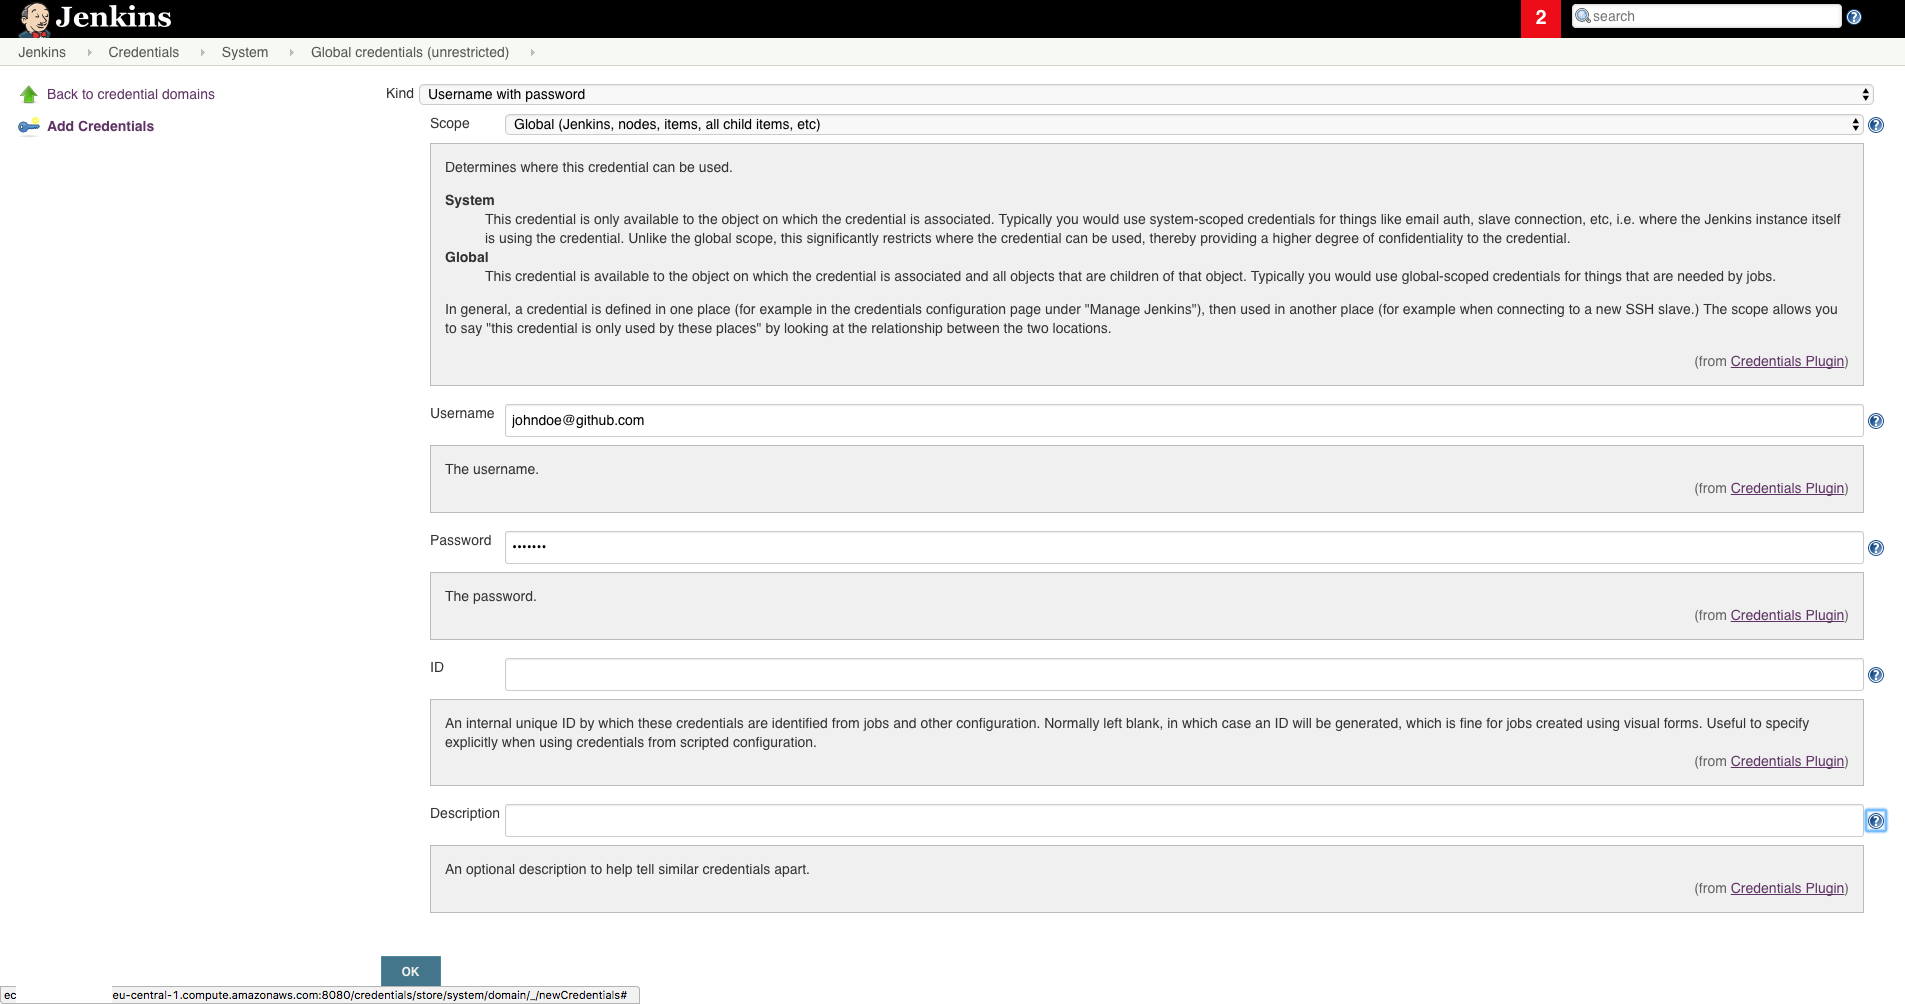 Jenkins
2
search
Jenkins
Credentials
System
Global credentials (unrestricted)
Back to credential domains
Add Credentials
Kind
Username with password
Scope
Global (Jenkins, nodes, items, all child items, etc)
Determines where this credential can be used.
System
This credential is only available to the object on which the credential is associated. Typically you would use system-scoped credentials for things like email auth, slave connection, etc, i.e. where the Jenkins instance itself
is using the credential. Unlike the global scope, this significantly restricts where the credential can be used, thereby providing a higher degree of confidentiality to the credential.
Global
This credential is available to the object on which the credential is associated and all objects that are children of that object. Typically you would use global-scoped credentials for things that are needed by jobs.
In general, a credential is defined in one place (for example in the credentials configuration page under "Manage Jenkins"), then used in another place (for example when connecting to a new SSH slave.) The scope allows you
to say "this credential is only used by these places" by looking at the relationship between the two locations.
(from Credentials Plugin)
Username
johndoe@github.com
The username.
(from Credentials Plugin)
Password
•••••••
The password.
(from Credentials Plugin)
ID
An internal unique ID by which these credentials are identified from jobs and other configuration. Normally left blank, in which case an ID will be generated, which is fine for jobs created using visual forms. Useful to specify
explicitly when using credentials from scripted configuration.
(from Credentials Plugin)
Description
An optional description to help tell similar credentials apart.
(from Credentials Plugin)
OK
ec eu-central-1.compute.amazonaws.com:8080/credentials/store/system/domain/_/newCredentials#